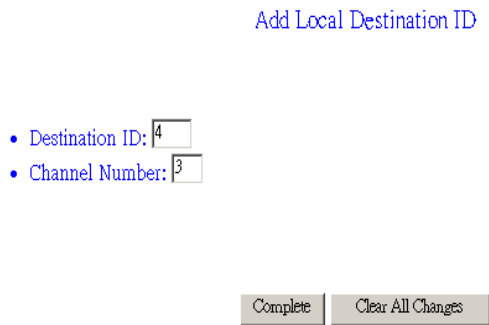 Add Local Destination ID
• Destination ID: 4
• Channel Number: 3
Complete Clear All Changes